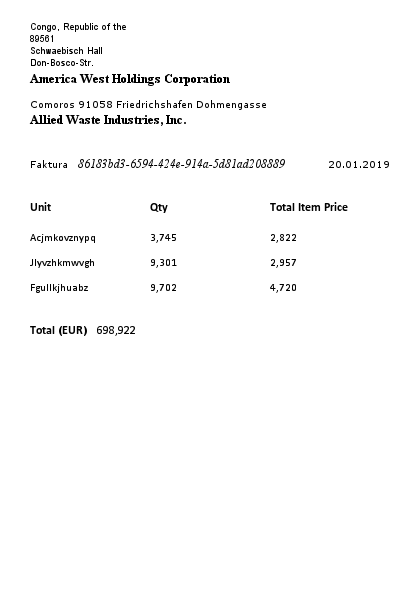 Congo, Republic of the
89561
Schwaebisch Hall
Don-Bosco-Str.
America West Holdings Corporation
Comoros 91058 Friedrichshafen Dohmengasse
Allied Waste Industries, Inc.
Faktura 86183bd3-6594-424e-914a-5d81ad208889 20.01.2019
Unit Qty Total Item Price
Acjmkovznypq 3,745 2,822
Jlyvzhkmwvgh 9,301 2,957
Fgullkjhuabz 9,702 4,720
Total (EUR) 698,922